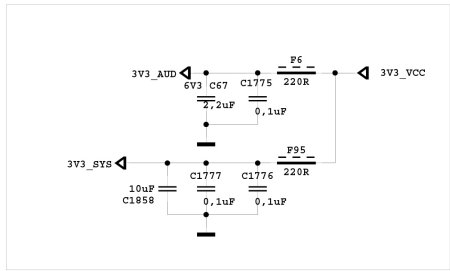 F6
3V3_AUD 3V3_VCC
6V3 C67 C1775 220R
2,2uF 0,1uF
F95
3V3_SYS
C1777 C1776 220R
10uF
C1858 0,1uF 0,1uF